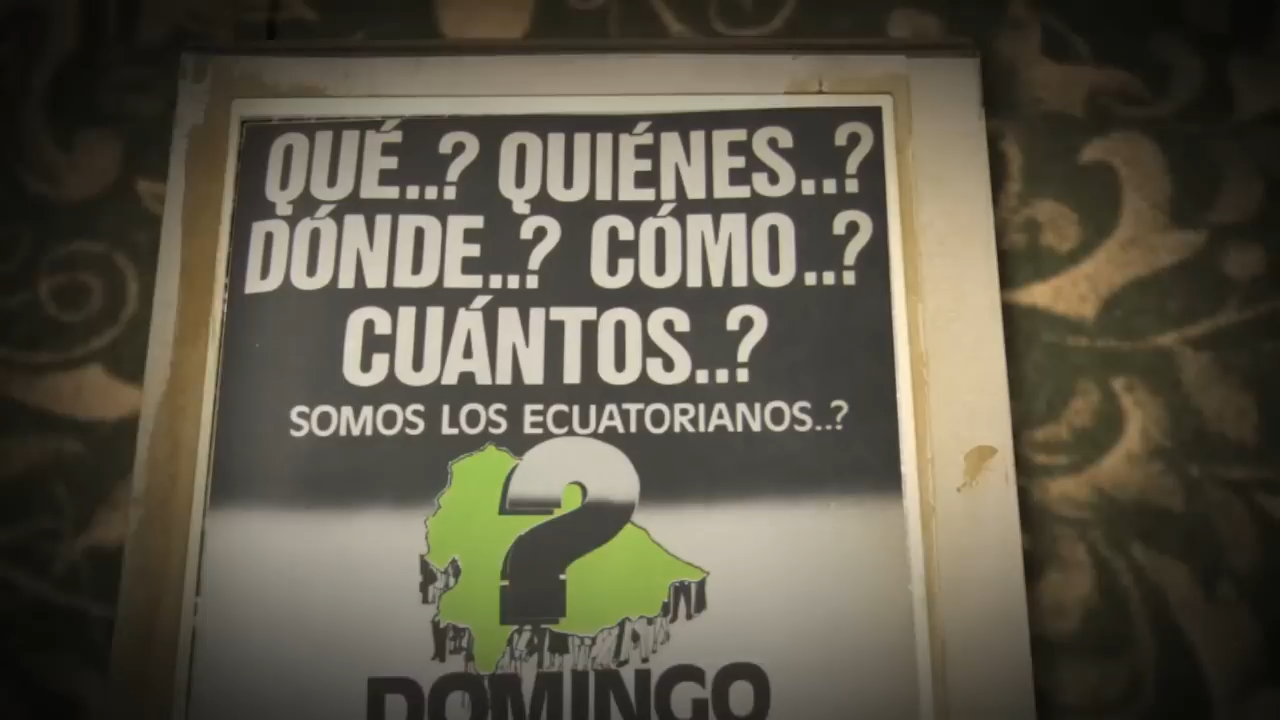 QUÉ..? QUIÉNES..?
DÓNDE..? CÓMO..?
CUÁNTOS..?
SOMOS LOS ECUATORIANOS..?
?
DOMINGO